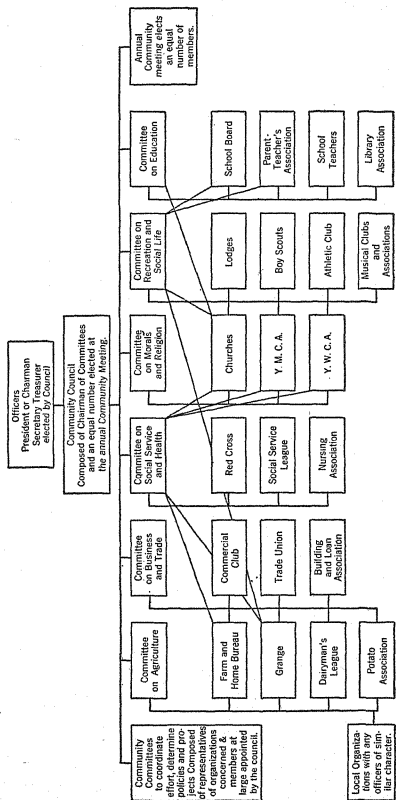 Officers
President or Chairman
Secretary Treasurer
elected by Council
Community Council
Composed of Chairman of Committees
and an equal number elected at
the annual Community Meeting.
Community
Committees
to coordinate
effort, determine
policies and pro-
jects Composed
of representatives
of organizations
concerned &
members at
large appointed
by the council.
Committee
on Agriculture
Committee
on Business
and Trade
Committee on
Social Service
and Health
Committee
on Morals
and Religion
Committee on
Recreation and
Social Life
Committee
on Education
Annual
Community
meeting elects
an equal
number of
members.
Farm and
Home Bureau
Commercial
Club
Red Cross
Churches
Lodges
School Board
Grange
Trade Union
Social Service
League
Y. M. C. A.
Boy Scouts
Parent-
Teacher's
Association
Dairyman's
League
Building
and Loan
Association
Nursing
Association
Y. W. C. A.
Athletic Club
School
Teachers
Local Organiza-
tions with any
officers of sim-
ilar character.
Potato
Association
Musical Clubs
and
Associations
Library
Association